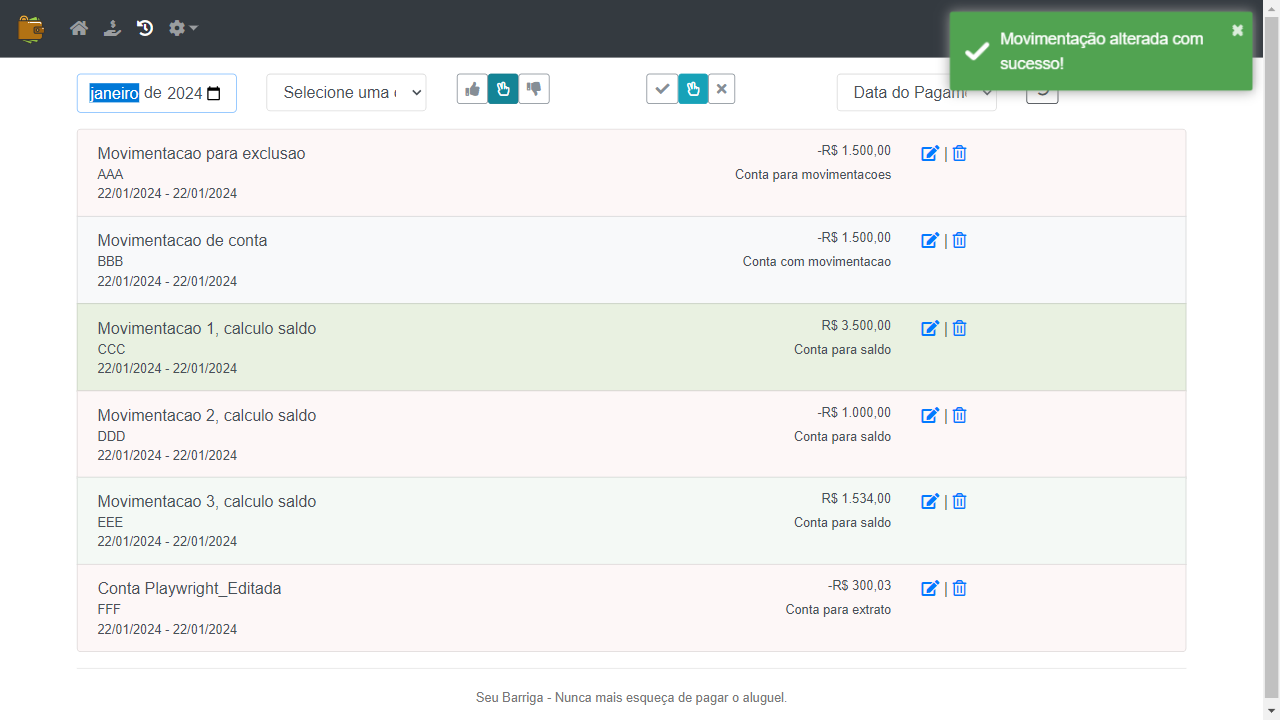 Movimentação alterada com
sucesso!
janeiro de 2024
Selecione uma
Data do
Movimentacao para exclusao
-R$ 1.500,00
AAA
Conta para movimentacoes
22/01/2024 - 22/01/2024
Movimentacao de conta
-R$ 1.500,00
BBB
Conta com movimentacao
22/01/2024 - 22/01/2024
Movimentacao 1, calculo saldo
R$ 3.500,00
CCC
Conta para saldo
22/01/2024 - 22/01/2024
Movimentacao 2, calculo saldo
-R$ 1.000,00
DDD
Conta para saldo
22/01/2024 - 22/01/2024
Movimentacao 3, calculo saldo
R$ 1.534,00
EEE
Conta para saldo
22/01/2024 - 22/01/2024
Conta Playwright_Editada
-R$ 300,03
FFF
Conta para extrato
22/01/2024 - 22/01/2024
Seu Barriga - Nunca mais esqueça de pagar o aluguel.